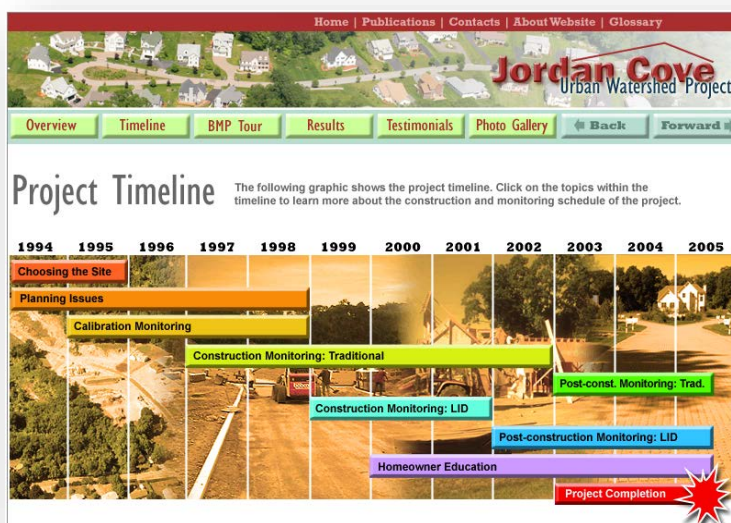 Home | Publications | Contacts | About Website | Glossary
Jordan Cove
Urban Watershed Project
Overview
Timeline
BMP Tour
Results
Testimonials
Photo Gallery
Back
Forward
Project Timeline
The following graphic shows the project timeline. Click on the topics within the
timeline to learn more about the construction and monitoring schedule of the project.
1994 1995 1996 1997 1998 1999 2000 2001 2002 2003 2004 2005
Choosing the Site
Planning Issues
Calibration Monitoring
Construction Monitoring: Traditional
Post-const. Monitoring: Trad.
Construction Monitoring: LID
Post-construction Monitoring: LID
Homeowner Education
Project Completion